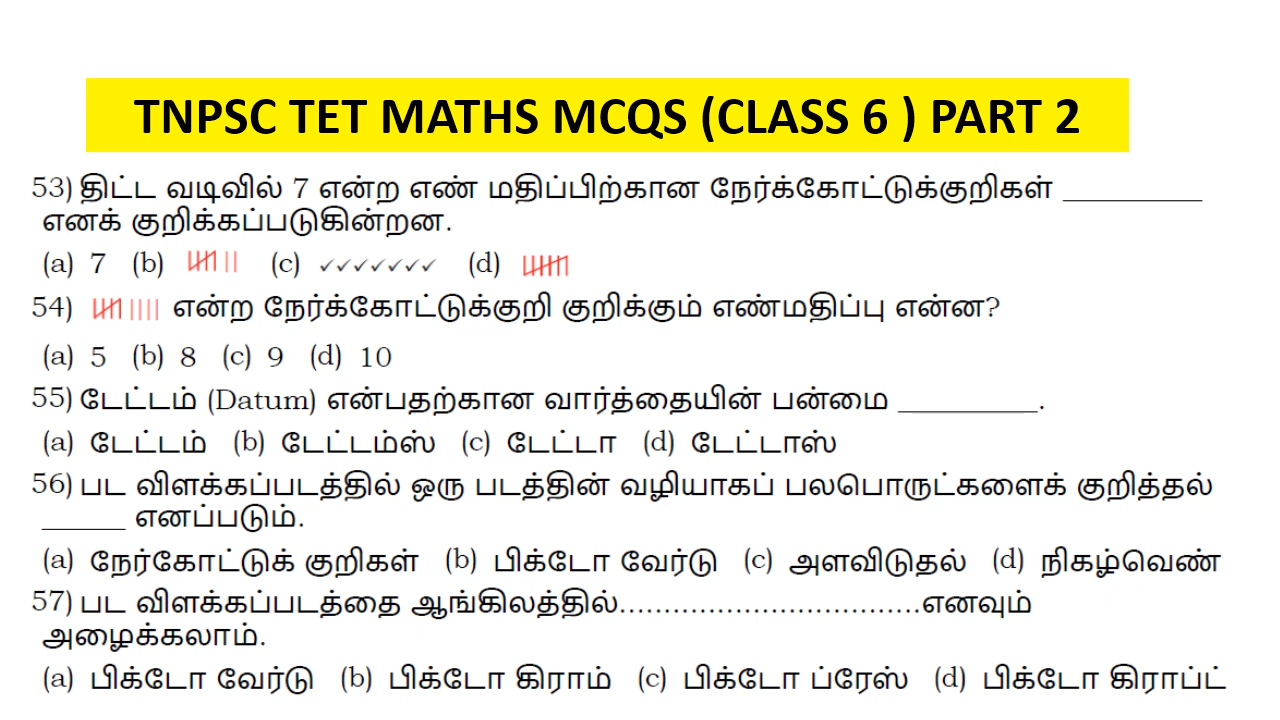 TNPSC TET MATHS MCQS (CLASS 6 ) PART 2
53) திட்ட வடிவில் 7 என்ற எண் மதிப்பிற்கான நேர்க்கோட்டுக்குறிகள் _________
எனக் குறிக்கப்படுகின்றன.
(a) 7 (b) (c) ✓✓✓✓✓✓✓ (d)
54) என்ற நேர்க்கோட்டுக்குறி குறிக்கும் எண்மதிப்பு என்ன?
(a) 5 (b) 8 (c) 9 (d) 10
55) டேட்டம் (Datum) என்பதற்கான வார்த்தையின் பன்மை _________.
(a) டேட்டம் (b) டேட்டம்ஸ் (c) டேட்டா (d) டேட்டாஸ்
56) பட விளக்கப்படத்தில் ஒரு படத்தின் வழியாகப் பலபொருட்களைக் குறித்தல்
______ எனப்படும்.
(a) நேர்கோட்டுக் குறிகள் (b) பிக்டோ வேர்டு (c) அளவிடுதல் (d) நிகழ்வெண்
57) பட விளக்கப்படத்தை ஆங்கிலத்தில்..................................எனவும்
அழைக்கலாம்.
(a) பிக்டோ வேர்டு (b) பிக்டோ கிராம் (c) பிக்டோ ப்ரேஸ் (d) பிக்டோ கிராப்ட்